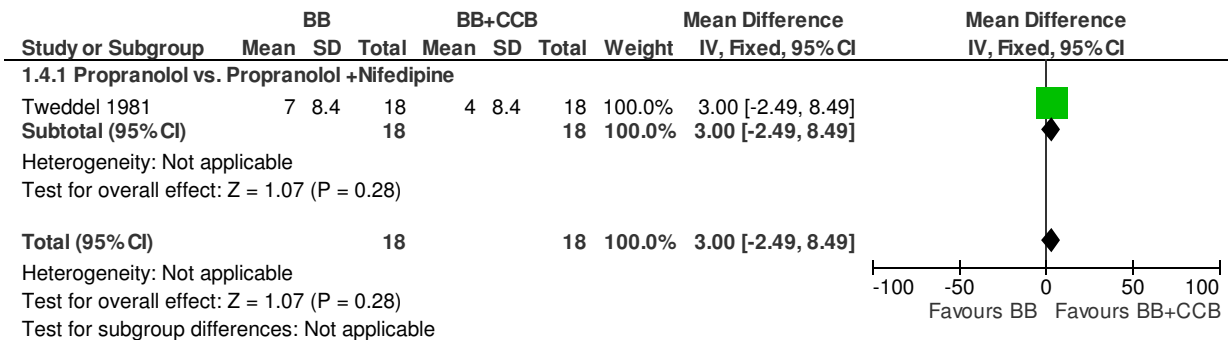 BB BB+CCB Mean Difference Mean Difference
Study or Subgroup Mean SD Total Mean SD Total Weight IV, Fixed, 95% CI IV, Fixed, 95% CI
1.4.1 Propranolol vs. Propranolol +Nifedipine
Tweddel 1981 7 8.4 18 4 8.4 18 100.0% 3.00 [-2.49, 8.49]
Subtotal (95% CI) 18 18 100.0% 3.00 [-2.49, 8.49]
Heterogeneity: Not applicable
Test for overall effect: Z = 1.07 (P = 0.28)
Total (95% CI) 18 18 100.0% 3.00 [-2.49, 8.49]
Heterogeneity: Not applicable
Test for overall effect: Z = 1.07 (P = 0.28)
Test for subgroup differences: Not applicable
-100 -50 0 50 100
Favours BB Favours BB+CCB